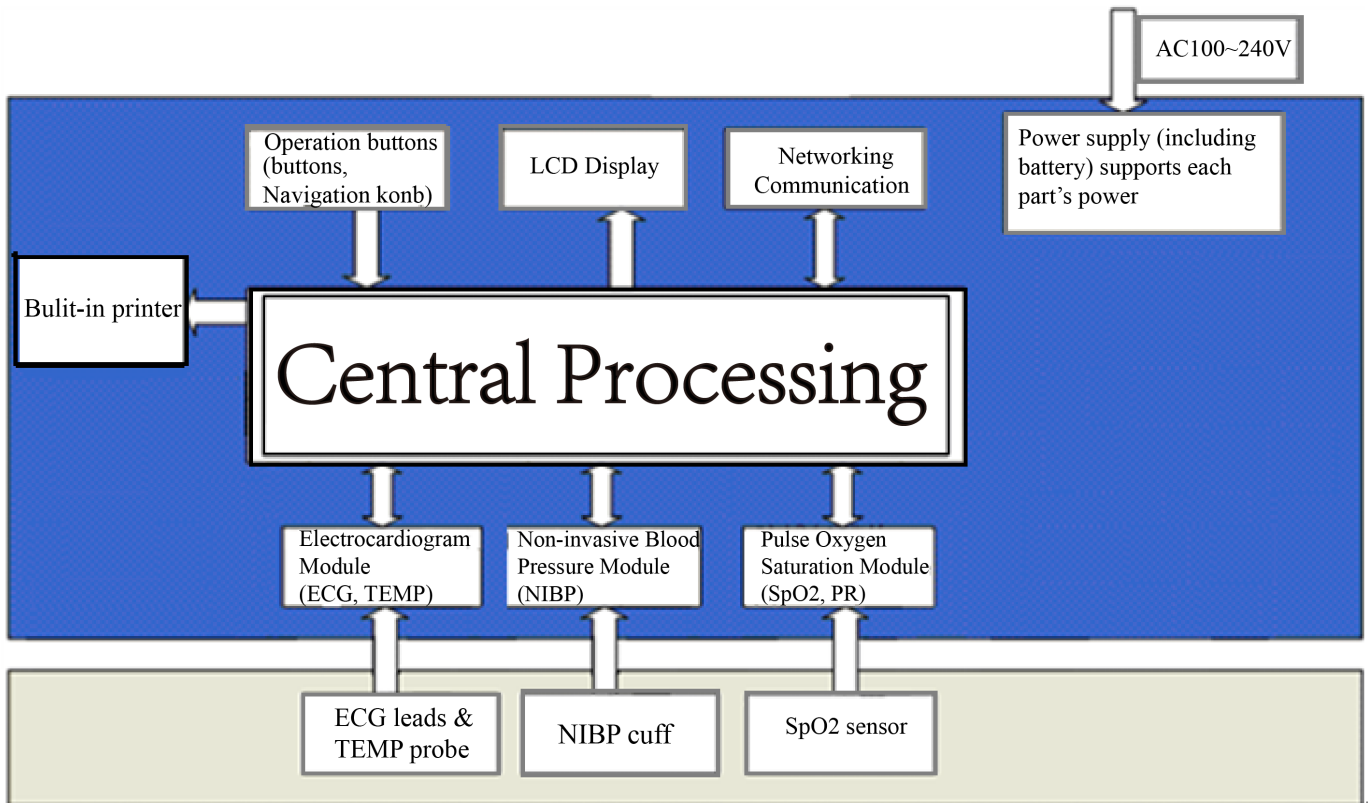 AC100~240V
Operation buttons
(buttons,
Navigation konb)
LCD Display
Networking
Communication
Power supply (including
battery) supports each
part’s power
Bulit-in printer
Central Processing
Electrocardiogram
Module
(ECG, TEMP)
Non-invasive Blood
Pressure Module
(NIBP)
Pulse Oxygen
Saturation Module
(SpO2, PR)
ECG leads &
TEMP probe
NIBP cuff
SpO2 sensor